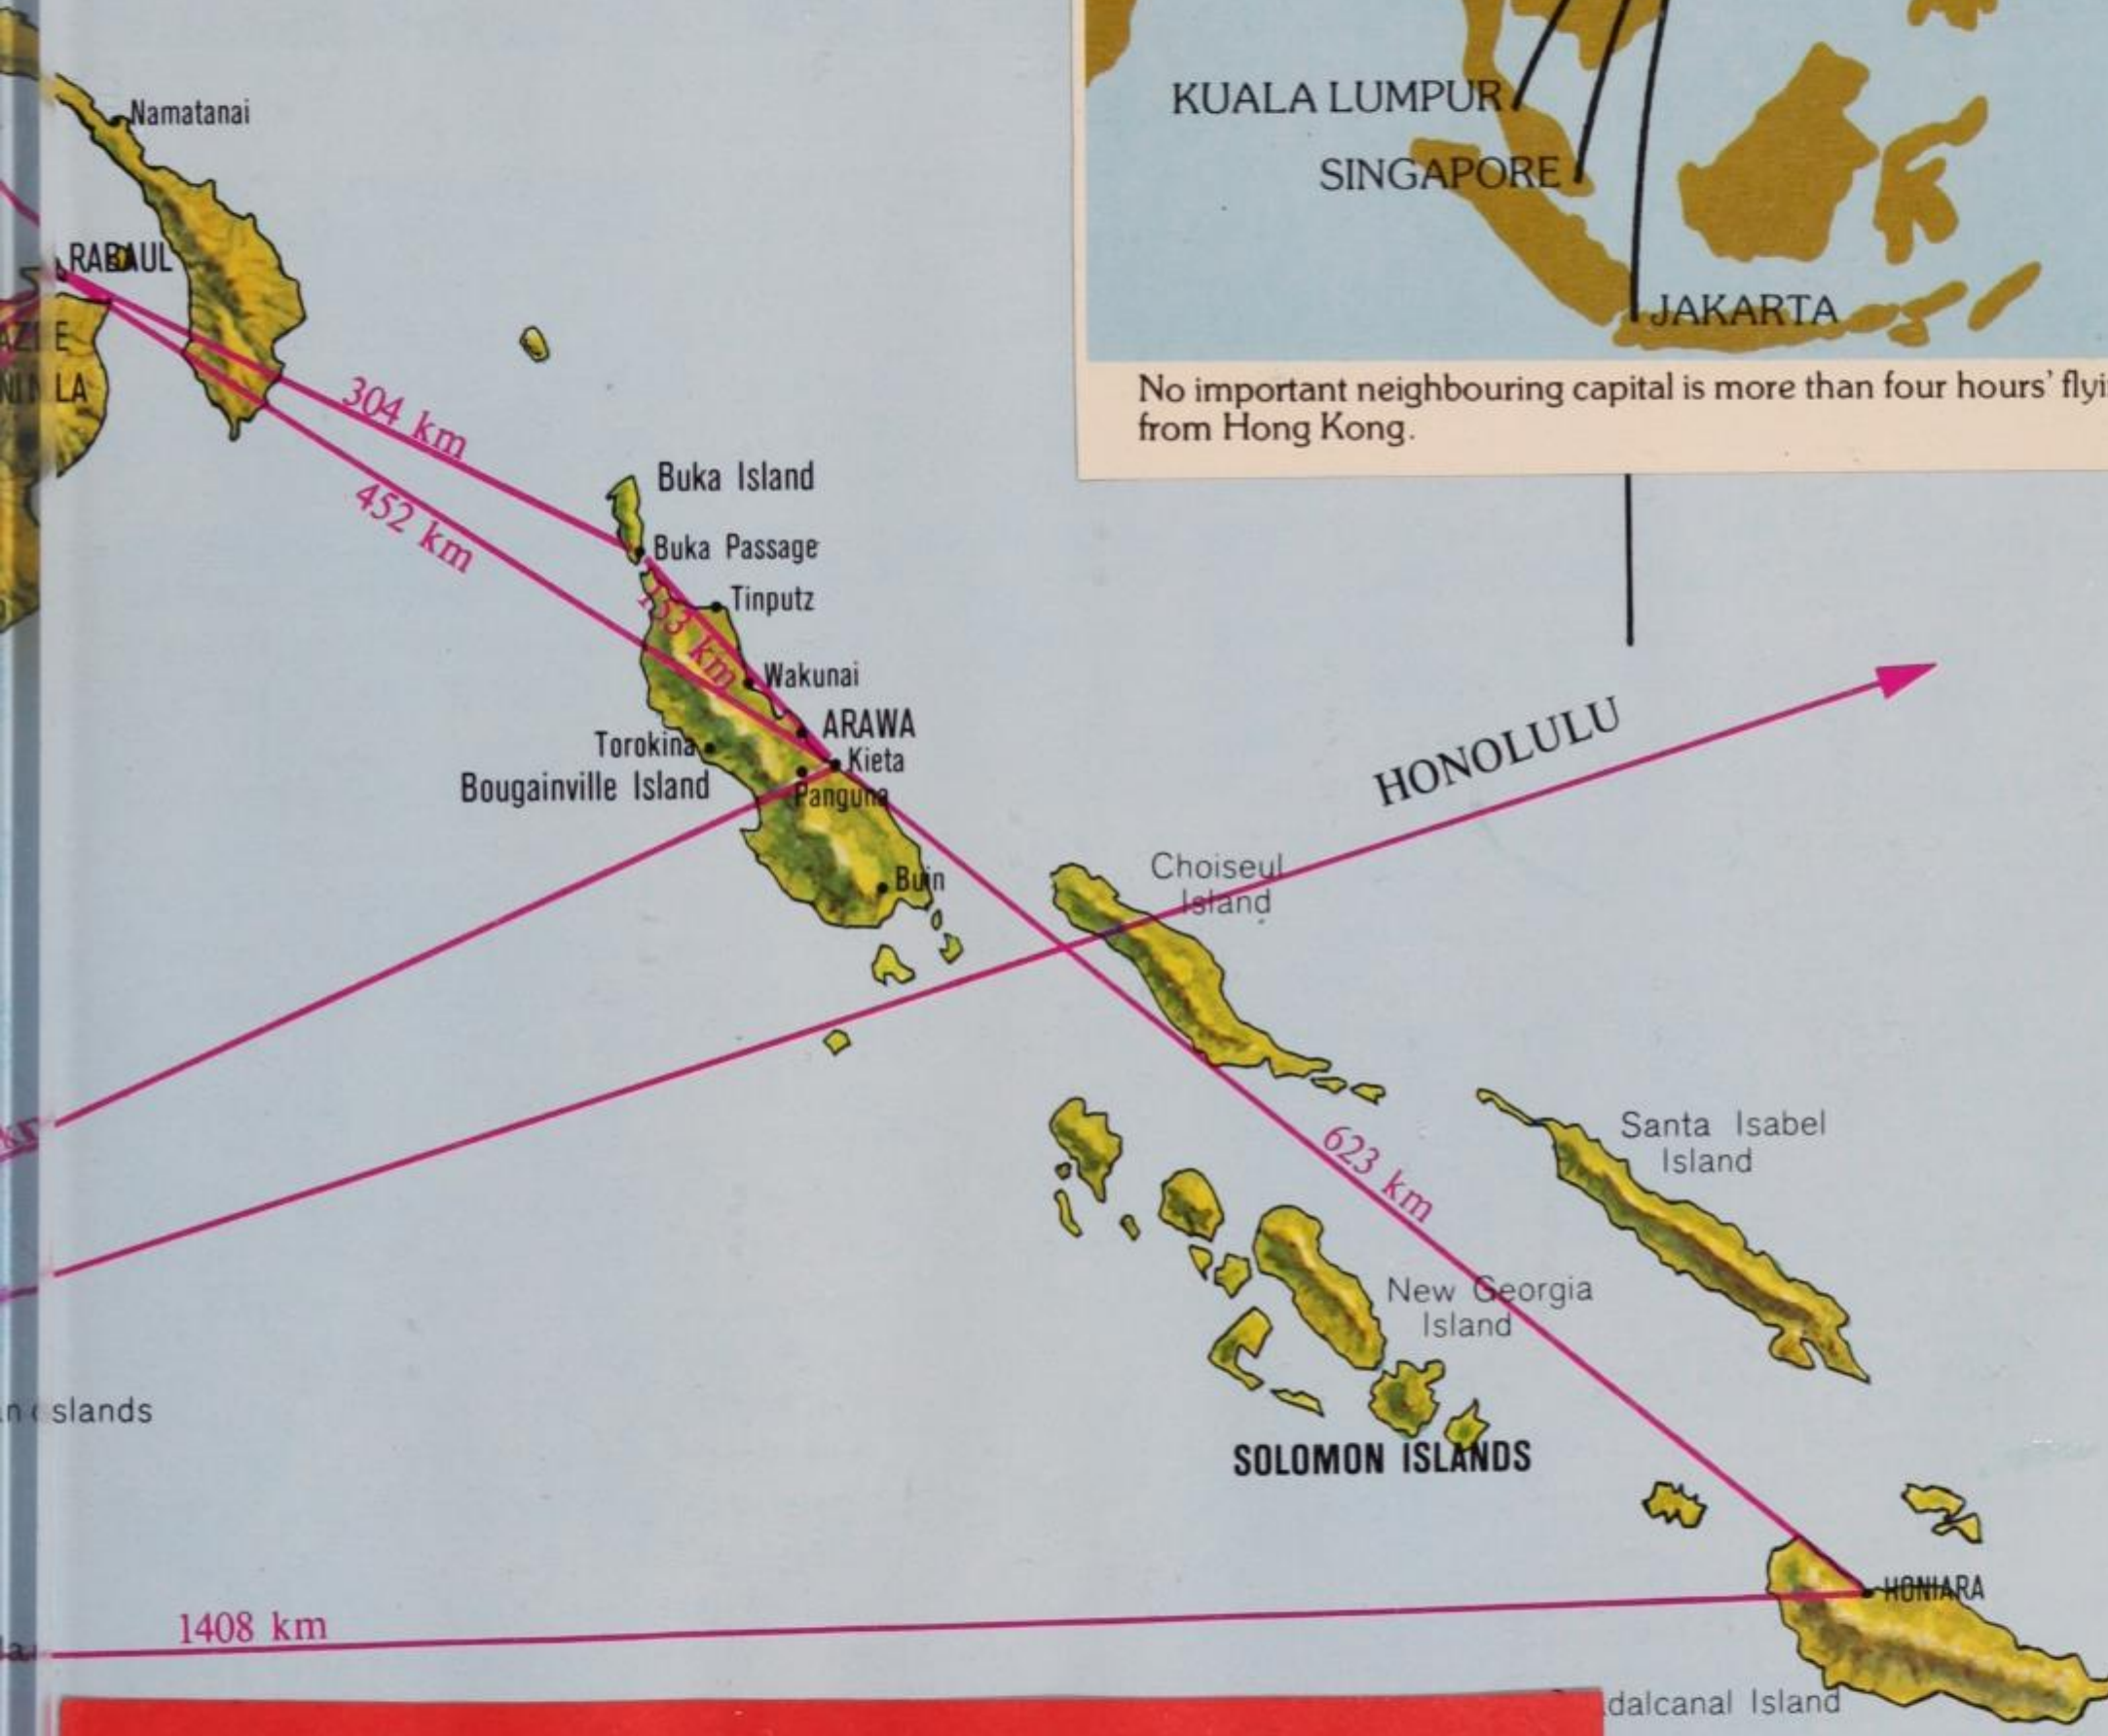 Namatanai
RABAUL
304 km
452 km
Buka Island
Buka Passage
Tinputz
km
Wakunai
ARAWA
Torokina
Kieta
Bougainville Island
Panguna
Buin
KUALA LUMPUR
SINGAPORE
JAKARTA
No important neighbouring capital is more than four hours' flyi
from Hong Kong.
HONOLULU
Choiseul
Island
623 km
Santa Isabel
Island
New Georgia
Island
slands
SOLOMON ISLANDS
HONIARA
1408 km
dalcanal Island